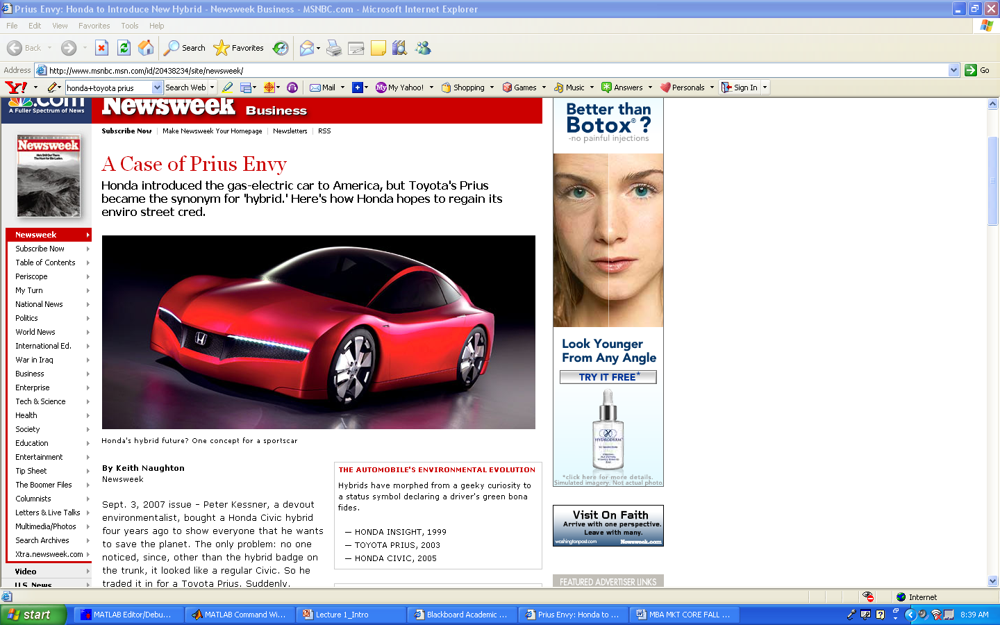 Prius Envy: Honda to Introduce New Hybrid - Newsweek Business - MSNBC.com - Microsoft Internet Explorer
File Edit View Favorites Tools Help
Back Search Favorites
Address http://www.msnbc.msn.com/id/20438234/site/newsweek/ Go
Y! honda+toyota prius Search Web Mail My Yahoo! Shopping Games Music Answers Personals Sign In
.com
A Fuller Spectrum of News
Newsweek Business
Subscribe Now | Make Newsweek Your Homepage | Newsletters | RSS
Newsweek
A Case of Prius Envy
Honda introduced the gas-electric car to America, but Toyota's Prius
became the synonym for 'hybrid.' Here's how Honda hopes to regain its
enviro street cred.
Newsweek
Subscribe Now
Table of Contents
Periscope
My Turn
National News
Politics
World News
International Ed.
War in Iraq
Business
Enterprise
Tech & Science
Health
Society
Education
Entertainment
Tip Sheet
The Boomer Files
Columnists
Letters & Live Talks
Multimedia/Photos
Search Archives
Xtra.newsweek.com
Video
U.S. News
Honda's hybrid future? One concept for a sportscar
By Keith Naughton
Newsweek
Sept. 3, 2007 issue - Peter Kessner, a devout
environmentalist, bought a Honda Civic hybrid
four years ago to show everyone that he wants
to save the planet. The only problem: no one
noticed, since, other than the hybrid badge on
the trunk, it looked like a regular Civic. So he
traded it in for a Toyota Prius. Suddenly,
THE AUTOMOBILE'S ENVIRONMENTAL EVOLUTION
Hybrids have morphed from a geeky curiosity to
a status symbol declaring a driver's green bona
fides.
— HONDA INSIGHT, 1999
— TOYOTA PRIUS, 2003
— HONDA CIVIC, 2005
Better than
Botox®?
-no painful injections
Look Younger
From Any Angle
TRY IT FREE*
HYDRODERM
*click here for more details.
Simulated imagery. Not actual photo.
Visit On Faith
Arrive with one perspective.
Leave with many.
washingtonpost.com Newsweek.com
FEATURED ADVERTISER LINKS
Internet
start MATLAB Editor/Debu... MATLAB Command Wi... Lecture 1_Intro Blackboard Academic ... Prius Envy: Honda to ... MBA MKT CORE FALL ... 8:39 AM